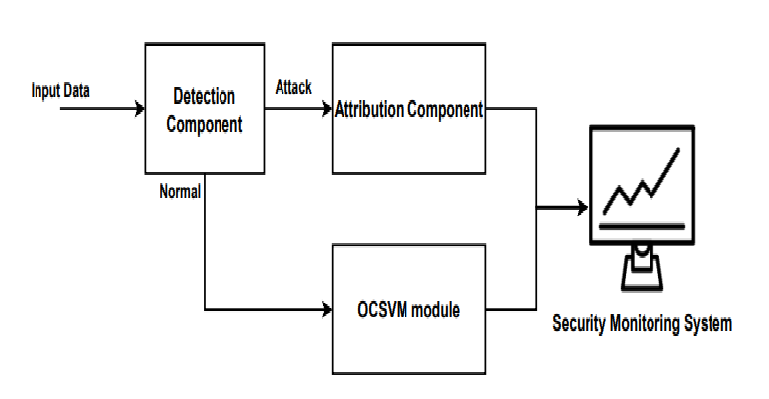 Input Data
Detection
Component
Attack
Attribution Component
Normal
OCSVM module
Security Monitoring System